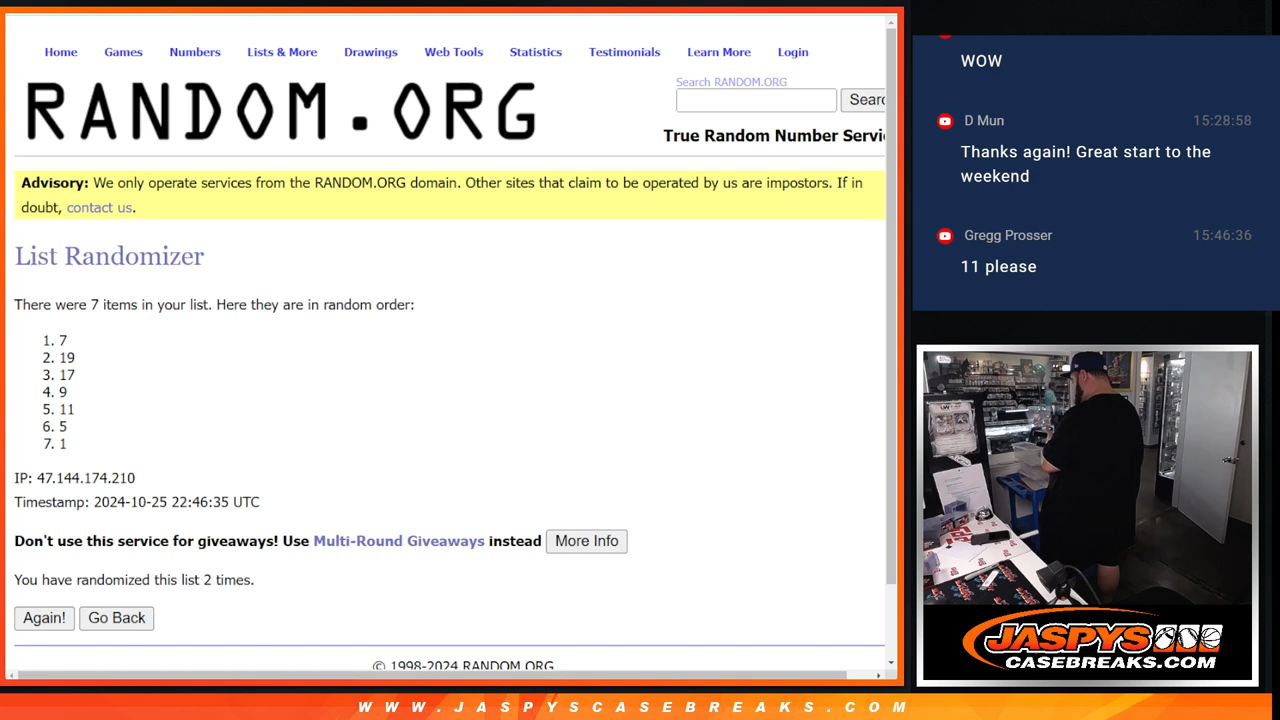 Home Games Numbers Lists & More Drawings Web Tools Statistics Testimonials Learn More Login
RANDOM.ORG
Search RANDOM.ORG
True Random Number Servi
Advisory: We only operate services from the RANDOM.ORG domain. Other sites that claim to be operated by us are impostors. If in
doubt, contact us.
List Randomizer
There were 7 items in your list. Here they are in random order:
1. 7
2. 19
3. 17
4. 9
5. 11
6. 5
7. 1
IP: 47.144.174.210
Timestamp: 2024-10-25 22:46:35 UTC
Don't use this service for giveaways! Use Multi-Round Giveaways instead More Info
You have randomized this list 2 times.
Again! Go Back
© 1998-2024 RANDOM.ORG
WOW
D Mun 15:28:58
Thanks again! Great start to the
weekend
Gregg Prosser 15:46:36
11 please
JASPYS
CASEBREAKS.COM
WWW.JASPYSCASEBREAKS.COM